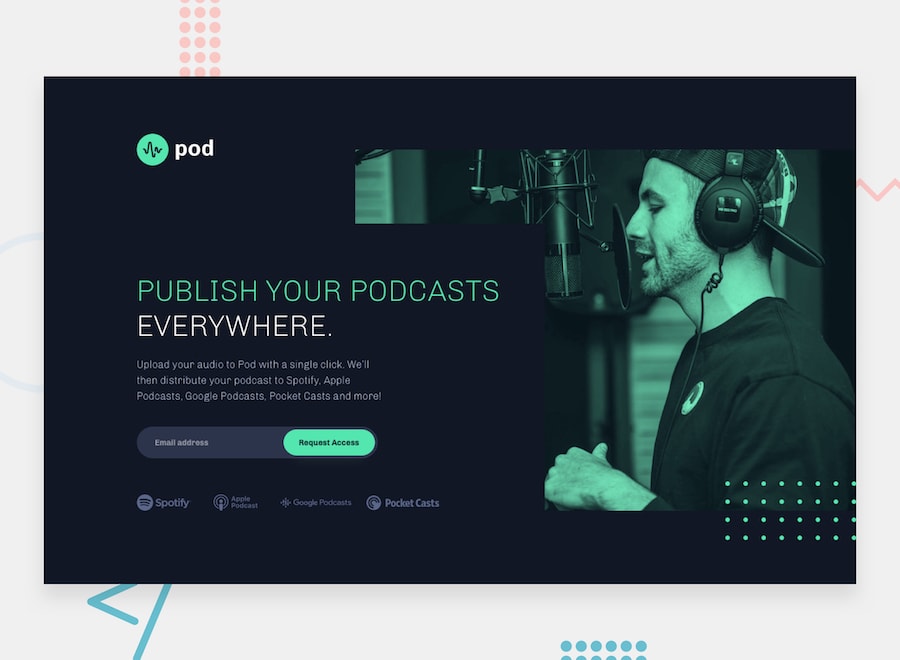 pod
PUBLISH YOUR PODCASTS
EVERYWHERE.
Upload your audio to Pod with a single click. We’ll
then distribute your podcast to Spotify, Apple
Podcasts, Google Podcasts, Pocket Casts and more!
Email address
Request Access
Spotify
Apple
Podcast
Google Podcasts
Pocket Casts